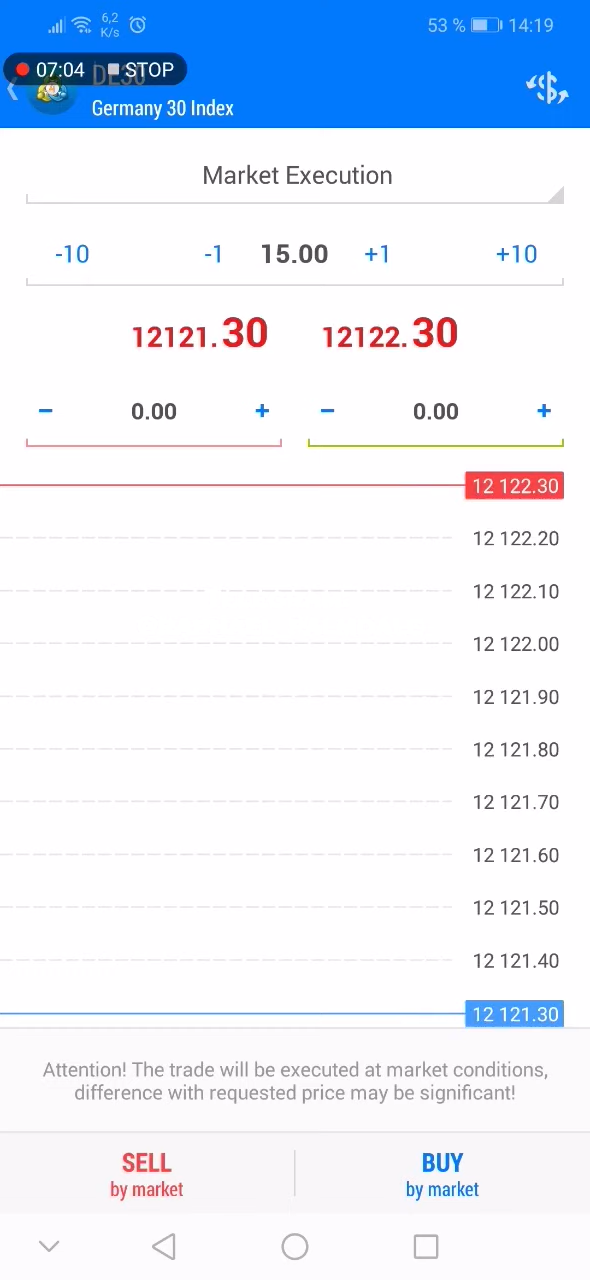 6,2
K/s
53 % 14:19
07:04 STOP
DE30
Germany 30 Index
Market Execution
-10 -1 15.00 +1 +10
12121.30 12122.30
− 0.00 + − 0.00 +
12 122.30
12 122.20
12 122.10
12 122.00
12 121.90
12 121.80
12 121.70
12 121.60
12 121.50
12 121.40
12 121.30
Attention! The trade will be executed at market conditions,
difference with requested price may be significant!
SELL BUY
by market by market